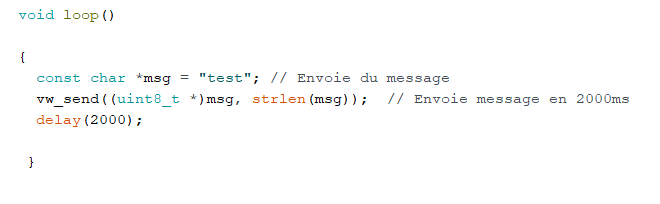 void loop()
{
const char *msg = "test"; // Envoie du message
vw_send((uint8_t *)msg, strlen(msg));  // Envoie message en 2000ms
delay(2000);
}